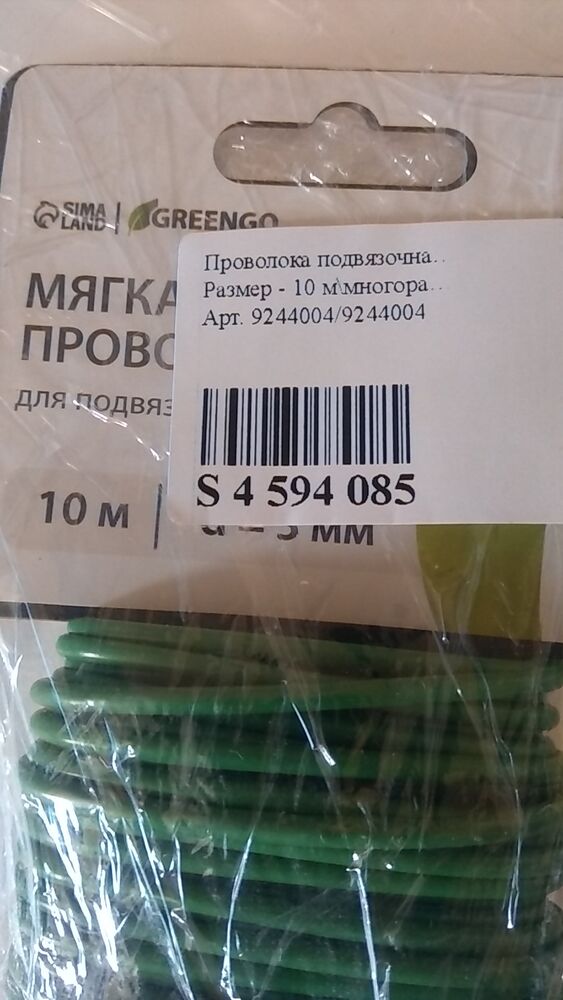 SIMA LAND | GREENGO
Проволока подвязочна..
Размер - 10 м\многора..
Арт. 9244004/9244004
S 4 594 085
МЯГКА
ПРОВО
для подвяз
10 м | d = 3 мм